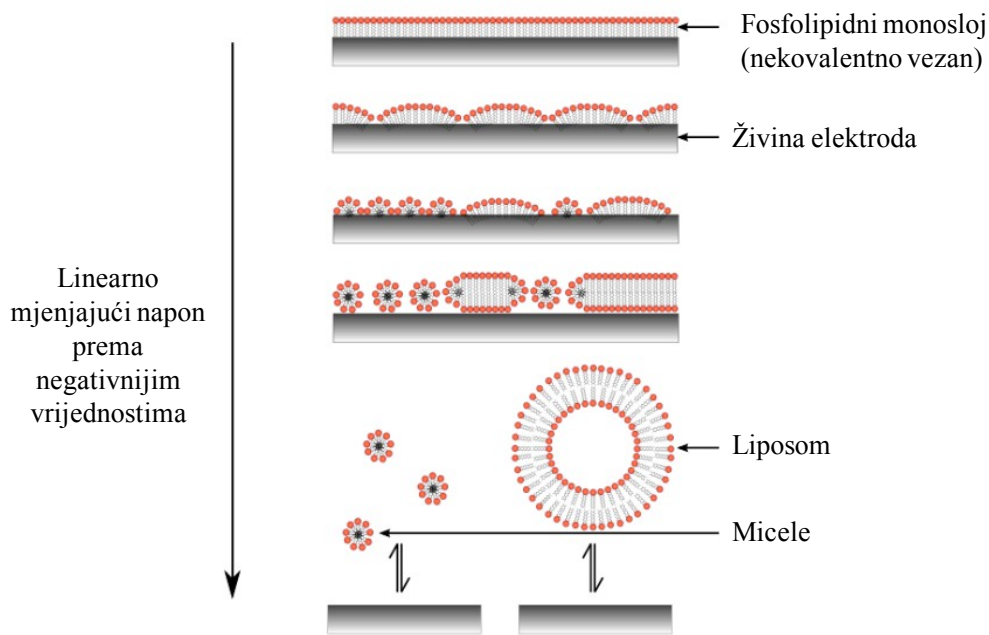 Fosfolipidni monosloj
(nekovalentno vezan)
Živina elektroda
Linearno
mjenjajući napon
prema
negativnijim
vrijednostima
Liposom
Micele